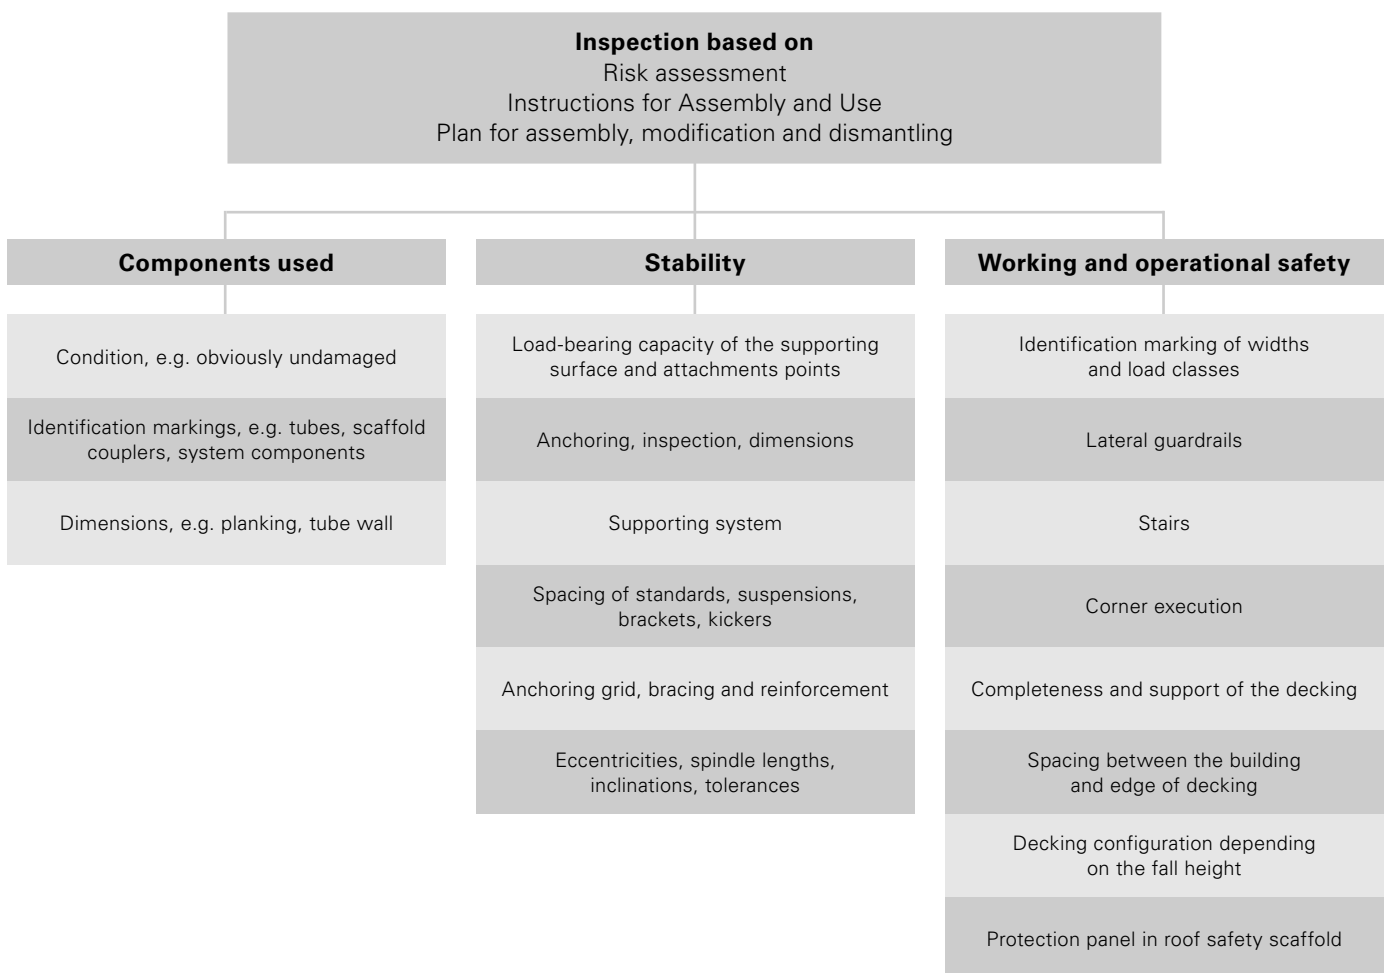 Inspection based on
Risk assessment
Instructions for Assembly and Use
Plan for assembly, modification and dismantling
Components used
Condition, e.g. obviously undamaged
Identification markings, e.g. tubes, scaffold
couplers, system components
Dimensions, e.g. planking, tube wall
Stability
Load-bearing capacity of the supporting
surface and attachments points
Anchoring, inspection, dimensions
Supporting system
Spacing of standards, suspensions,
brackets, kickers
Anchoring grid, bracing and reinforcement
Eccentricities, spindle lengths,
inclinations, tolerances
Working and operational safety
Identification marking of widths
and load classes
Lateral guardrails
Stairs
Corner execution
Completeness and support of the decking
Spacing between the building
and edge of decking
Decking configuration depending
on the fall height
Protection panel in roof safety scaffold